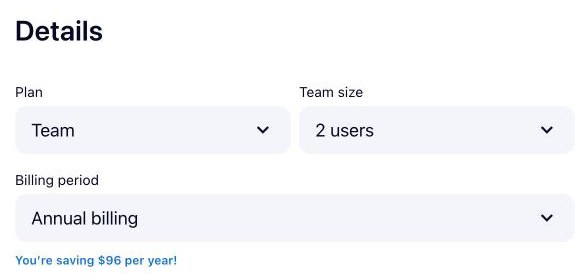 Details
Plan
Team size
Team
2 users
Billing period
Annual billing
You're saving $96 per year!